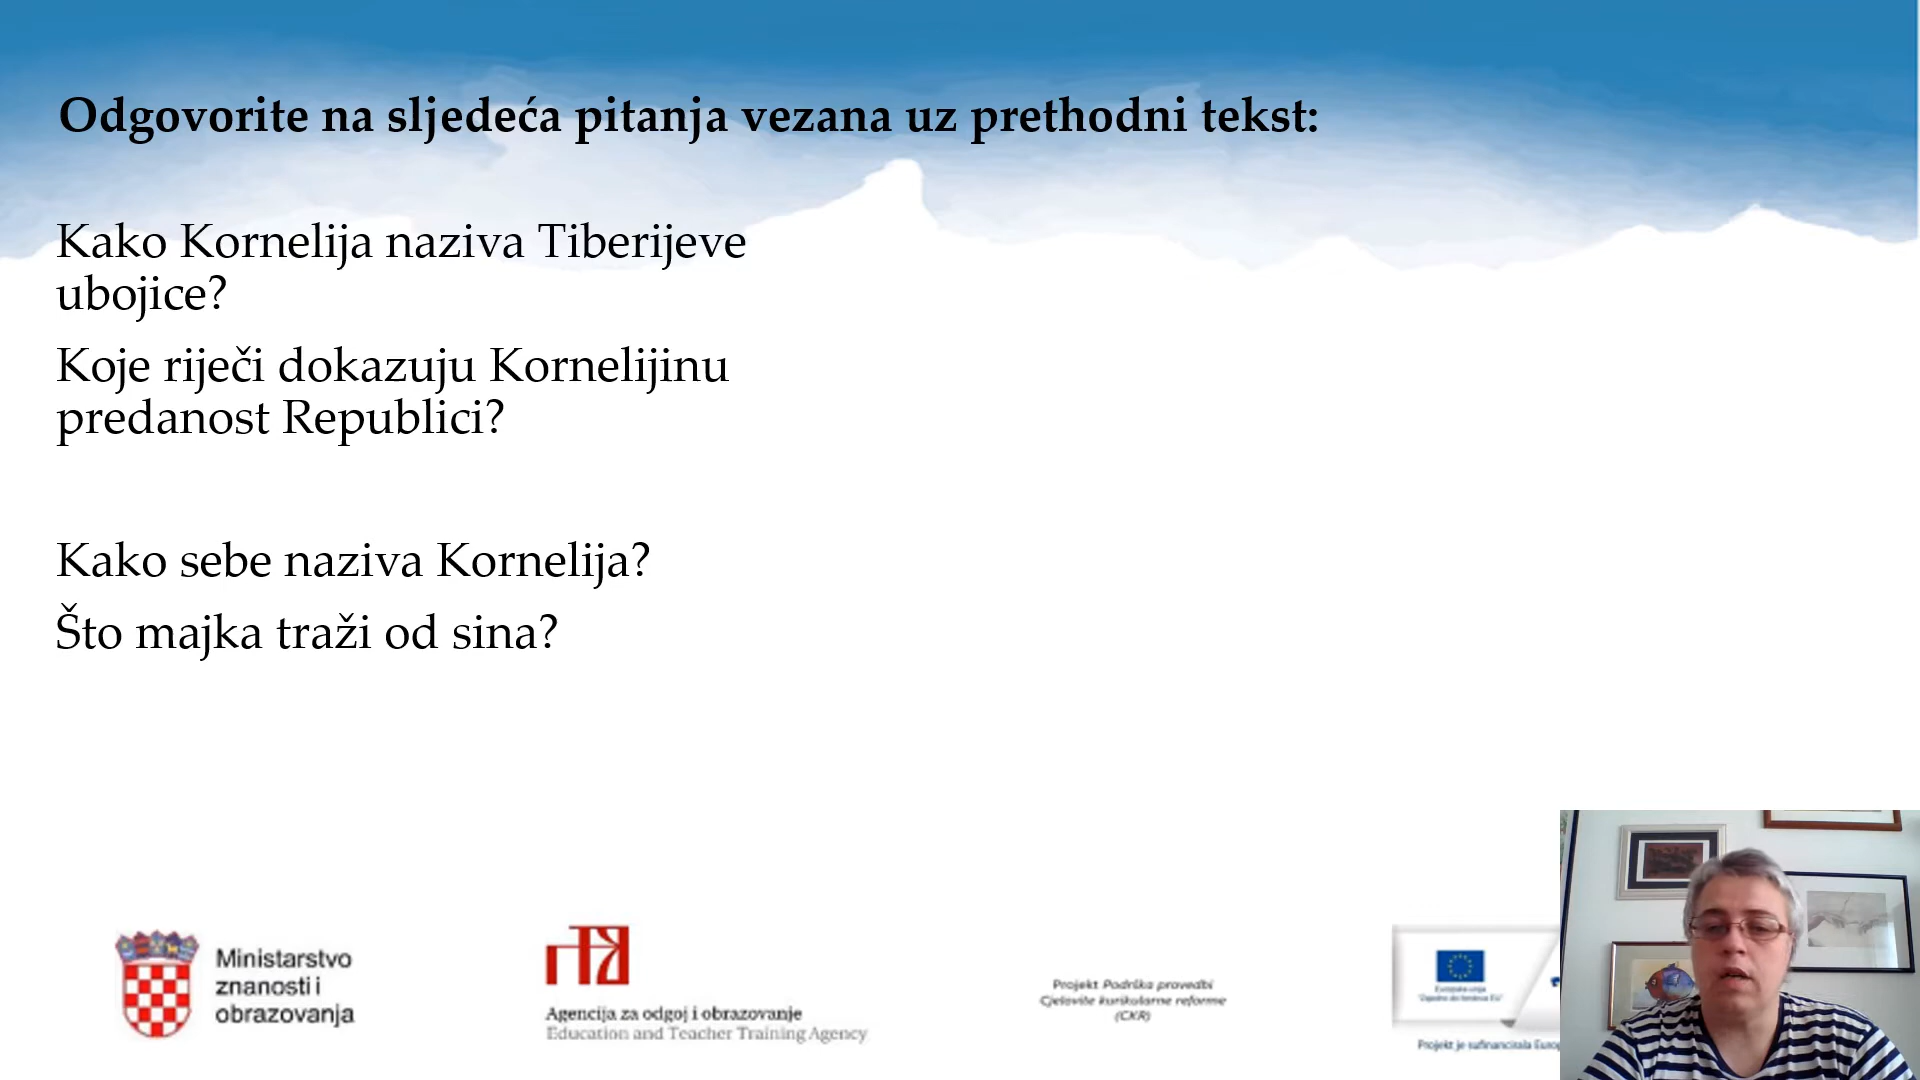 Odgovorite na sljedeća pitanja vezana uz prethodni tekst:
Kako Kornelija naziva Tiberijeve
ubojice?
Koje riječi dokazuju Kornelijinu
predanost Republici?
Kako sebe naziva Kornelija?
Što majka traži od sina?
Ministarstvo
znanosti i
obrazovanja
Agencija za odgoj i obrazovanje
Education and Teacher Training Agency
Projekt Podrška provedbi
Cjelovite kurikularne reforme
(CKR)
Europska unija
Projekt je sufinancirala